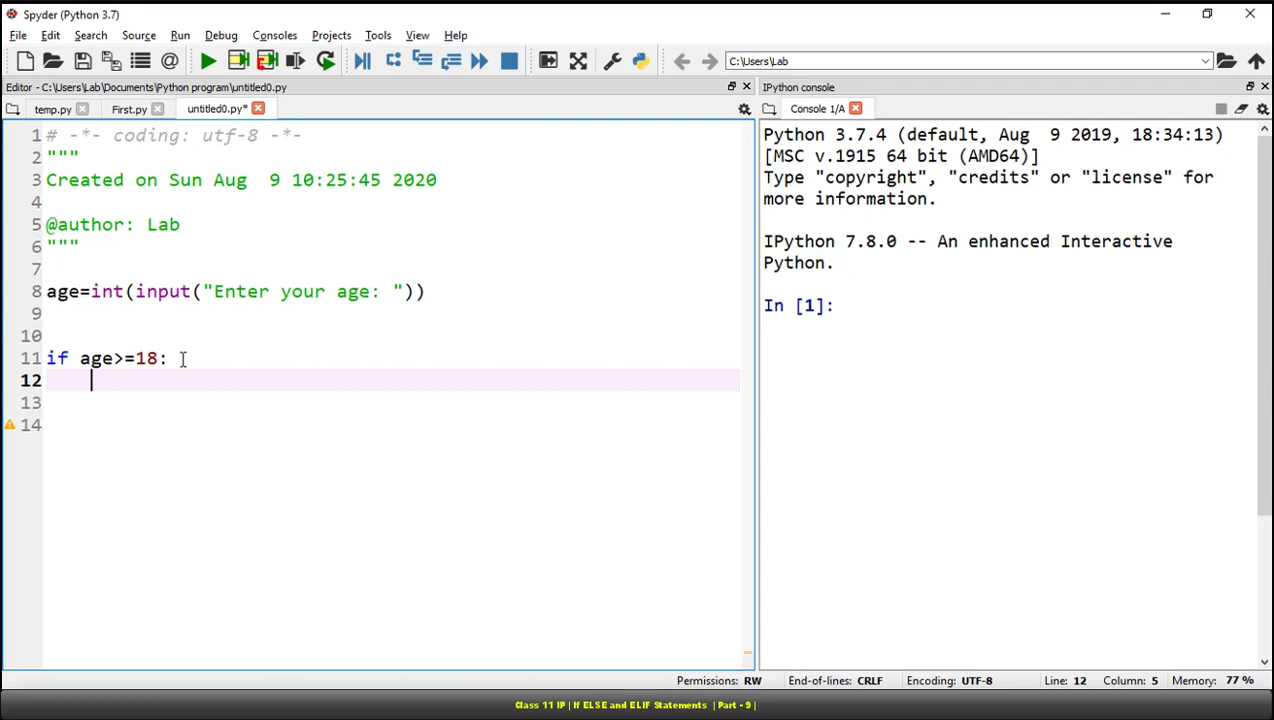 Spyder (Python 3.7)
File Edit Search Source Run Debug Consoles Projects Tools View Help
C:\Users\Lab
Editor - C:\Users\Lab\Documents\Python program\untitled0.py
IPython console
temp.py First.py untitled0.py*
Console 1/A
1 # -*- coding: utf-8 -*-
2 """
3 Created on Sun Aug  9 10:25:45 2020
4
5 @author: Lab
6 """
7
8 age=int(input("Enter your age: "))
9
10
11 if age>=18:
12
13
14
Python 3.7.4 (default, Aug  9 2019, 18:34:13)
[MSC v.1915 64 bit (AMD64)]
Type "copyright", "credits" or "license" for
more information.
IPython 7.8.0 -- An enhanced Interactive
Python.
In [1]:
Permissions: RW End-of-lines: CRLF Encoding: UTF-8 Line: 12 Column: 5 Memory: 77 %
Class 11 IP | If ELSE and ELIF Statements | Part - 9 |